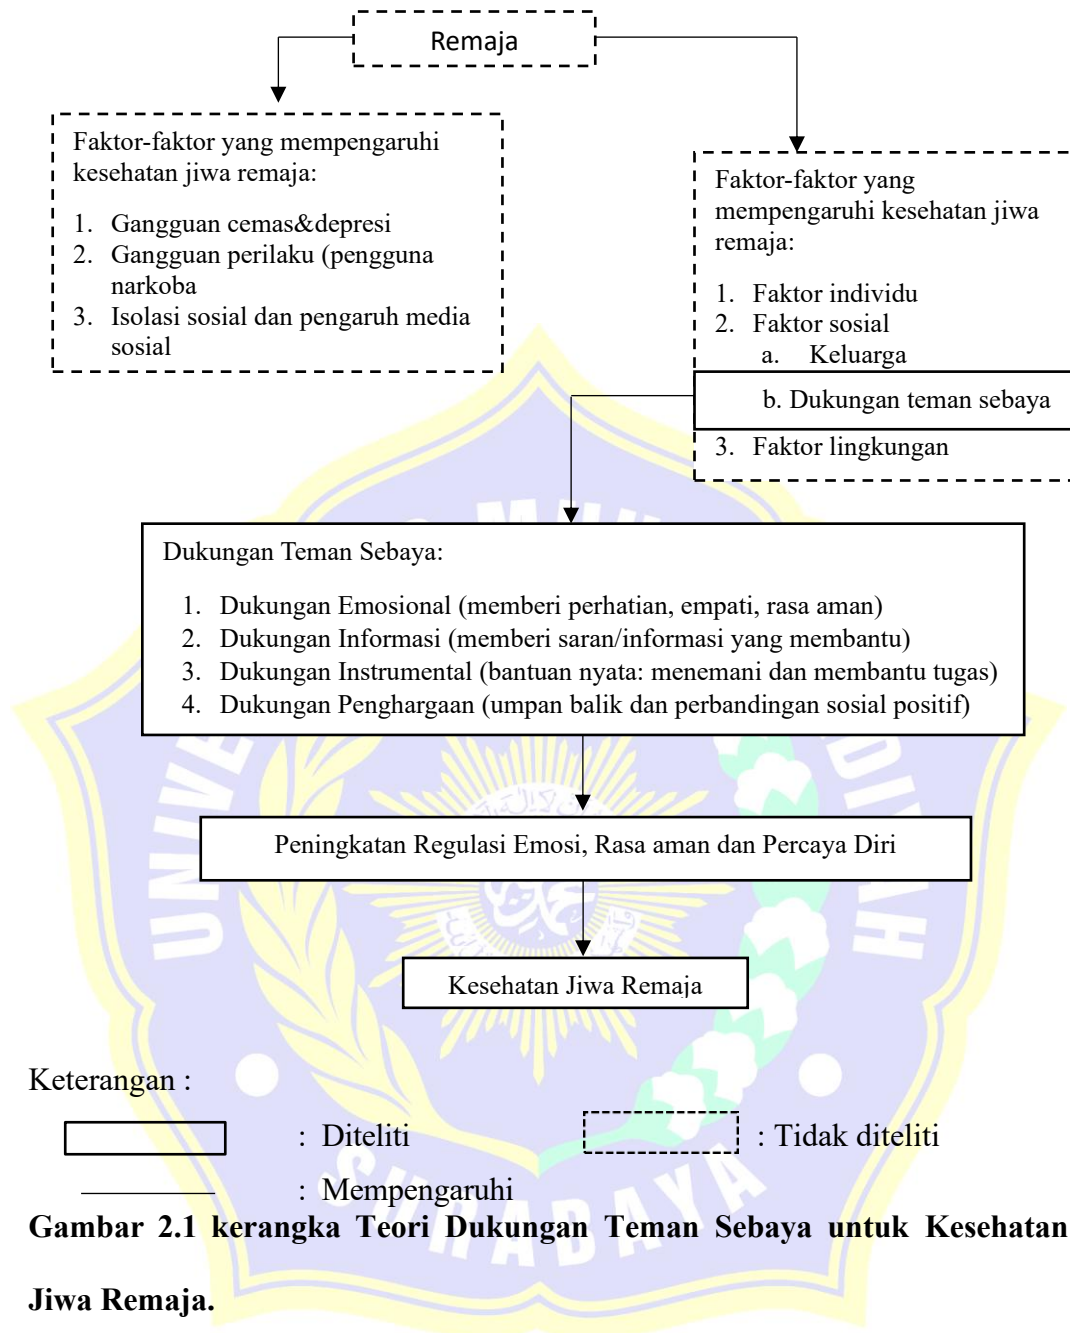 Remaja
Faktor-faktor yang mempengaruhi
kesehatan jiwa remaja:
1. Gangguan cemas&depresi
2. Gangguan perilaku (pengguna
narkoba
3. Isolasi sosial dan pengaruh media
sosial
Faktor-faktor yang
mempengaruhi kesehatan jiwa
remaja:
1. Faktor individu
2. Faktor sosial
a. Keluarga
b. Dukungan teman sebaya
3. Faktor lingkungan
Dukungan Teman Sebaya:
1. Dukungan Emosional (memberi perhatian, empati, rasa aman)
2. Dukungan Informasi (memberi saran/informasi yang membantu)
3. Dukungan Instrumental (bantuan nyata: menemani dan membantu tugas)
4. Dukungan Penghargaan (umpan balik dan perbandingan sosial positif)
Peningkatan Regulasi Emosi, Rasa aman dan Percaya Diri
Kesehatan Jiwa Remaja
Keterangan :
: Diteliti
: Tidak diteliti
: Mempengaruhi
Gambar 2.1 kerangka Teori Dukungan Teman Sebaya untuk Kesehatan
Jiwa Remaja.
SURABAYA